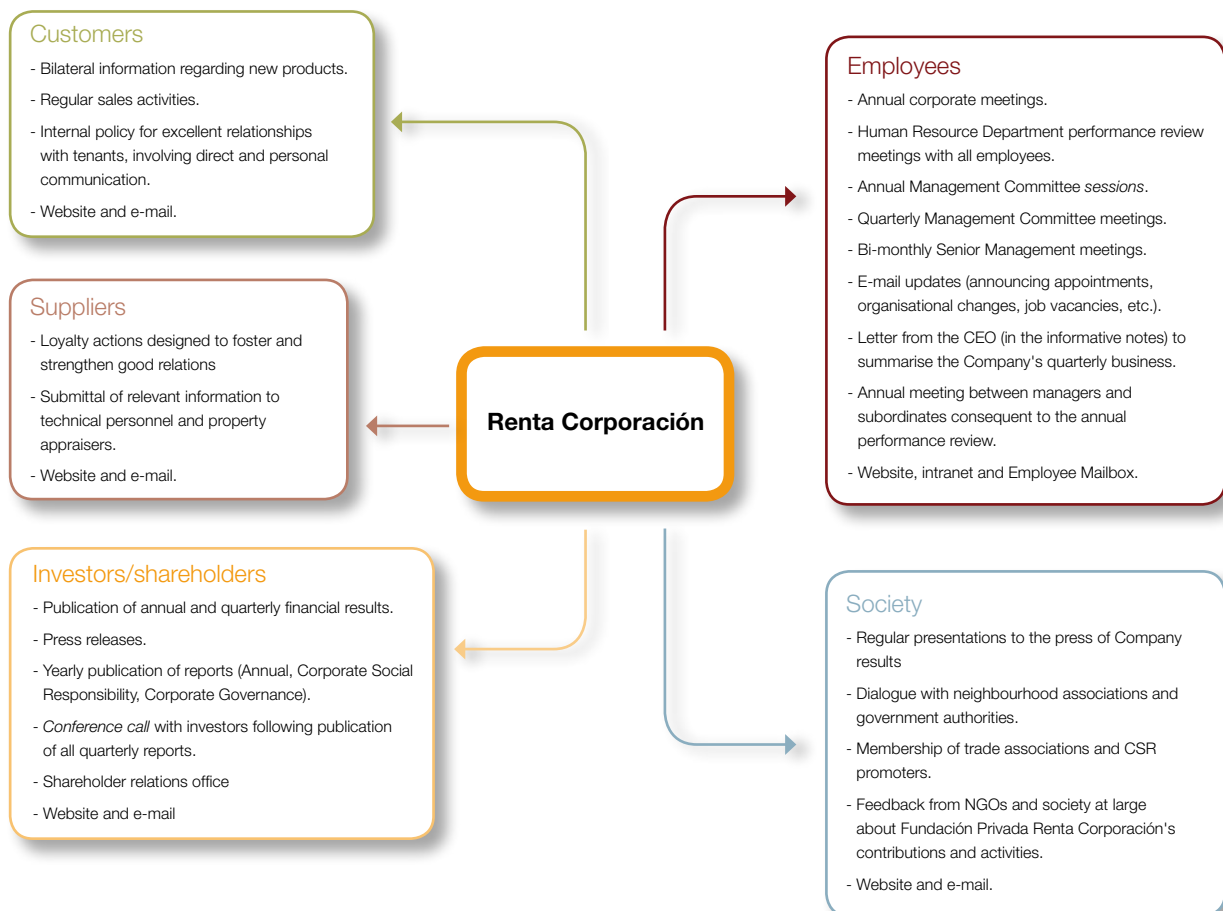 Customers
- Bilateral information regarding new products.
- Regular sales activities.
- Internal policy for excellent relationships
with tenants, involving direct and personal
communication.
- Website and e-mail.
Suppliers
- Loyalty actions designed to foster and
strengthen good relations
- Submittal of relevant information to
technical personnel and property
appraisers.
- Website and e-mail.
Investors/shareholders
- Publication of annual and quarterly financial results.
- Press releases.
- Yearly publication of reports (Annual, Corporate Social
Responsibility, Corporate Governance).
- Conference call with investors following publication
of all quarterly reports.
- Shareholder relations office
- Website and e-mail
Renta Corporación
Employees
- Annual corporate meetings.
- Human Resource Department performance review
meetings with all employees.
- Annual Management Committee sessions.
- Quarterly Management Committee meetings.
- Bi-monthly Senior Management meetings.
- E-mail updates (announcing appointments,
organisational changes, job vacancies, etc.).
- Letter from the CEO (in the informative notes) to
summarise the Company's quarterly business.
- Annual meeting between managers and
subordinates consequent to the annual
performance review.
- Website, intranet and Employee Mailbox.
Society
- Regular presentations to the press of Company
results
- Dialogue with neighbourhood associations and
government authorities.
- Membership of trade associations and CSR
promoters.
- Feedback from NGOs and society at large
about Fundación Privada Renta Corporación's
contributions and activities.
- Website and e-mail.